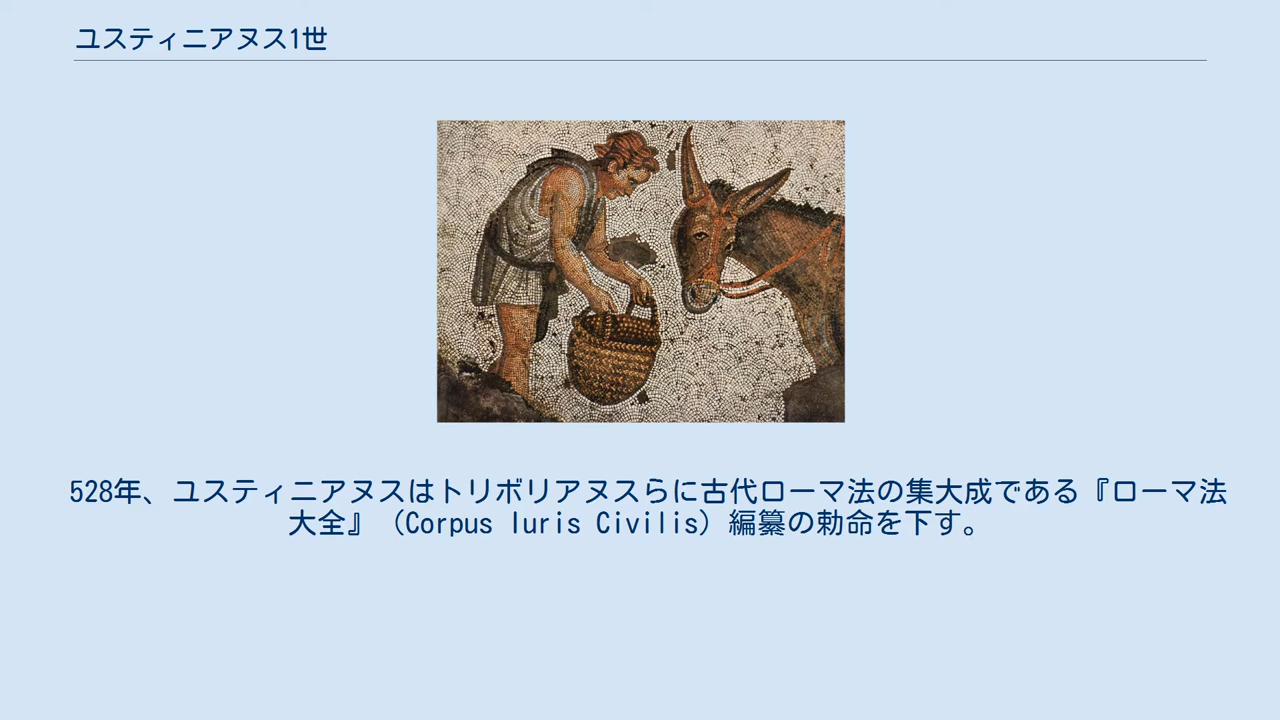 ユスティニアヌス1世
528年、ユスティニアヌスはトリボリアヌスらに古代ローマ法の集大成である『ローマ法
大全』（Corpus Iuris Civilis）編纂の勅命を下す。